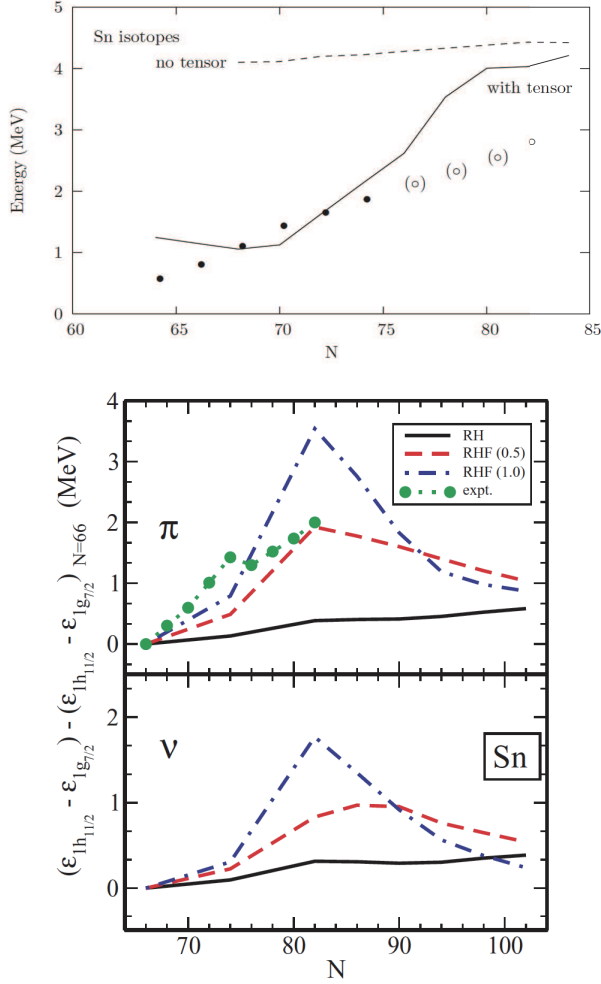 5
Sn isotopes
no tensor
4
with tensor
3
Energy (MeV)
2
1
0
60 65 70 75 80 85
N
4
RH
RHF (0.5)
RHF (1.0)
expt.
3
π
2
1
0
(ε1h11/2 - ε1g7/2) - (ε1h11/2 - ε1g7/2) N=66 (MeV)
2
ν
Sn
1
0
70 80 90 100
N